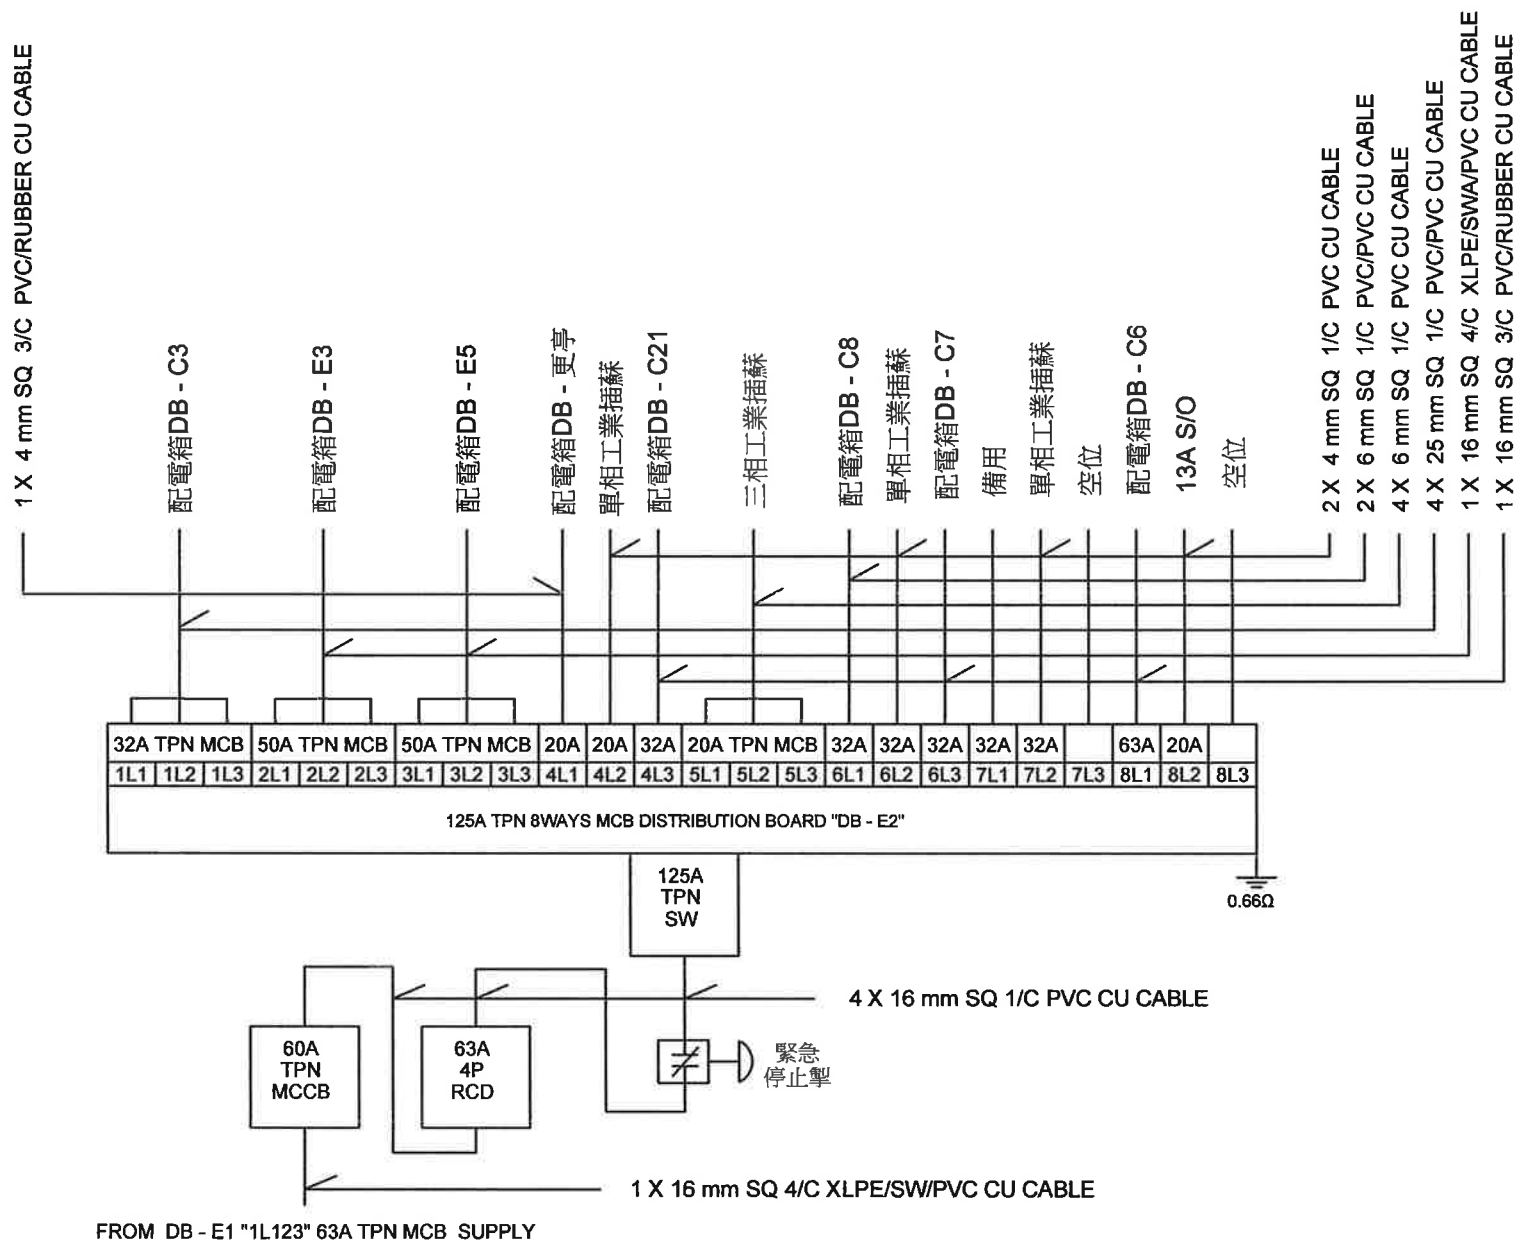 1 X 4 mm SQ 3/C PVC/RUBBER CU CABLE
配電箱DB - C3
配電箱DB - E3
配電箱DB - E5
配電箱DB - 更亭
單相工業插蘇
配電箱DB - C21
三相工業插蘇
配電箱DB - C8
單相工業插蘇
配電箱DB - C7
備用
單相工業插蘇
空位
配電箱DB - C6
13A S/O
空位
2 X 4 mm SQ 1/C PVC CU CABLE
2 X 6 mm SQ 1/C PVC/PVC CU CABLE
4 X 6 mm SQ 1/C PVC CU CABLE
4 X 25 mm SQ 1/C PVC/PVC CU CABLE
1 X 16 mm SQ 4/C XLPE/SWA/PVC CU CABLE
1 X 16 mm SQ 3/C PVC/RUBBER CU CABLE
32A TPN MCB 50A TPN MCB 50A TPN MCB 20A 20A 32A 20A TPN MCB 32A 32A 32A 32A 32A 63A 20A
1L1 1L2 1L3 2L1 2L2 2L3 3L1 3L2 3L3 4L1 4L2 4L3 5L1 5L2 5L3 6L1 6L2 6L3 7L1 7L2 7L3 8L1 8L2 8L3
125A TPN 8WAYS MCB DISTRIBUTION BOARD "DB - E2"
125A
TPN
SW
0.66Ω
4 X 16 mm SQ 1/C PVC CU CABLE
60A
TPN
MCCB
63A
4P
RCD
緊急
停止掣
1 X 16 mm SQ 4/C XLPE/SW/PVC CU CABLE
FROM DB - E1 "1L123" 63A TPN MCB SUPPLY